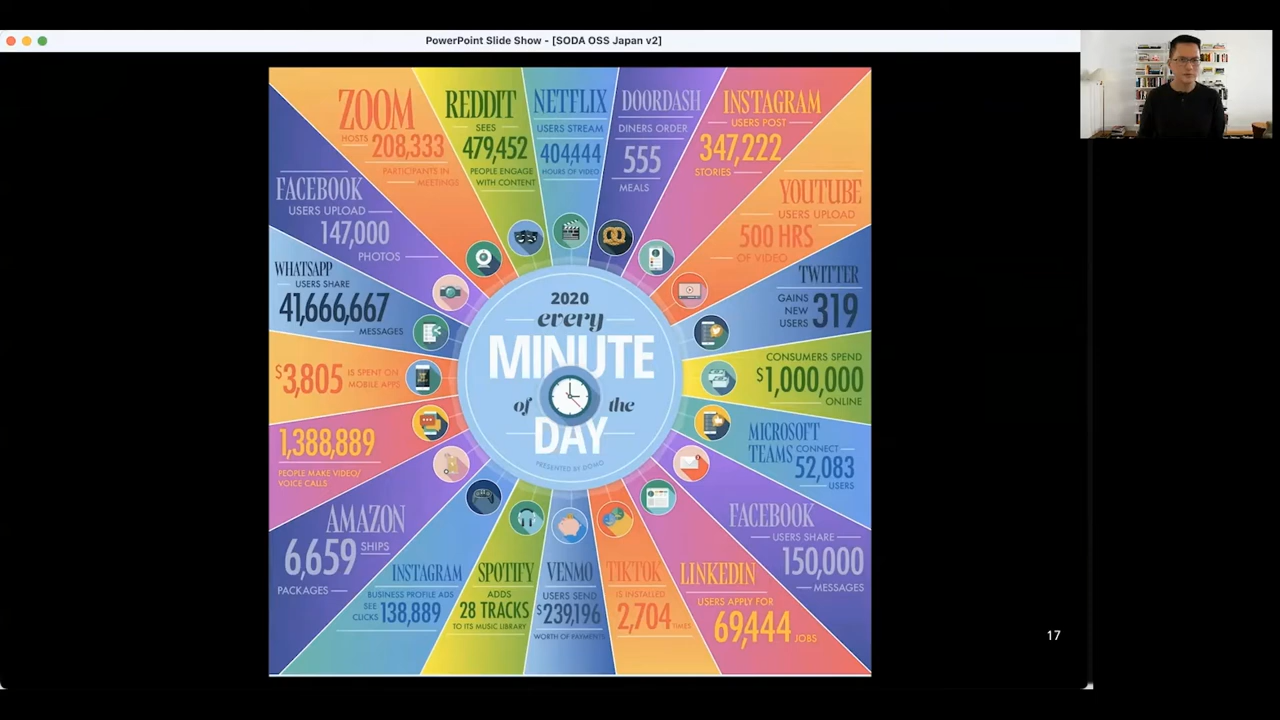 PowerPoint Slide Show - [SODA OSS Japan v2]
ZOOM
HOSTS 208,333
PARTICIPANTS IN
MEETINGS
REDDIT
SEES
479,452
PEOPLE ENGAGE
WITH CONTENT
NETFLIX
USERS STREAM
404,444
HOURS OF VIDEO
DOORDASH
DINERS ORDER
555
MEALS
INSTAGRAM
USERS POST
347,222
STORIES
YOUTUBE
USERS UPLOAD
500 HRS
OF VIDEO
TWITTER
GAINS
NEW
USERS
319
CONSUMERS SPEND
$1,000,000
ONLINE
MICROSOFT
TEAMS CONNECT
52,083
USERS
FACEBOOK
USERS SHARE
150,000
MESSAGES
LINKEDIN
USERS APPLY FOR
69,444 JOBS
TIKTOK
IS INSTALLED
2,704 TIMES
VENMO
USERS SEND
$239,196
WORTH OF PAYMENTS
SPOTIFY
ADDS
28 TRACKS
TO ITS MUSIC LIBRARY
INSTAGRAM
BUSINESS PROFILE ADS
SEE
CLICKS 138,889
AMAZON
6,659 SHIPS
PACKAGES
1,388,889
PEOPLE MAKE VIDEO/
VOICE CALLS
$3,805 IS SPENT ON
MOBILE APPS
WHATSAPP
USERS SHARE
41,666,667
MESSAGES
FACEBOOK
USERS UPLOAD
147,000
PHOTOS
2020
every
MINUTE
of the
DAY
PRESENTED BY DOMO
17